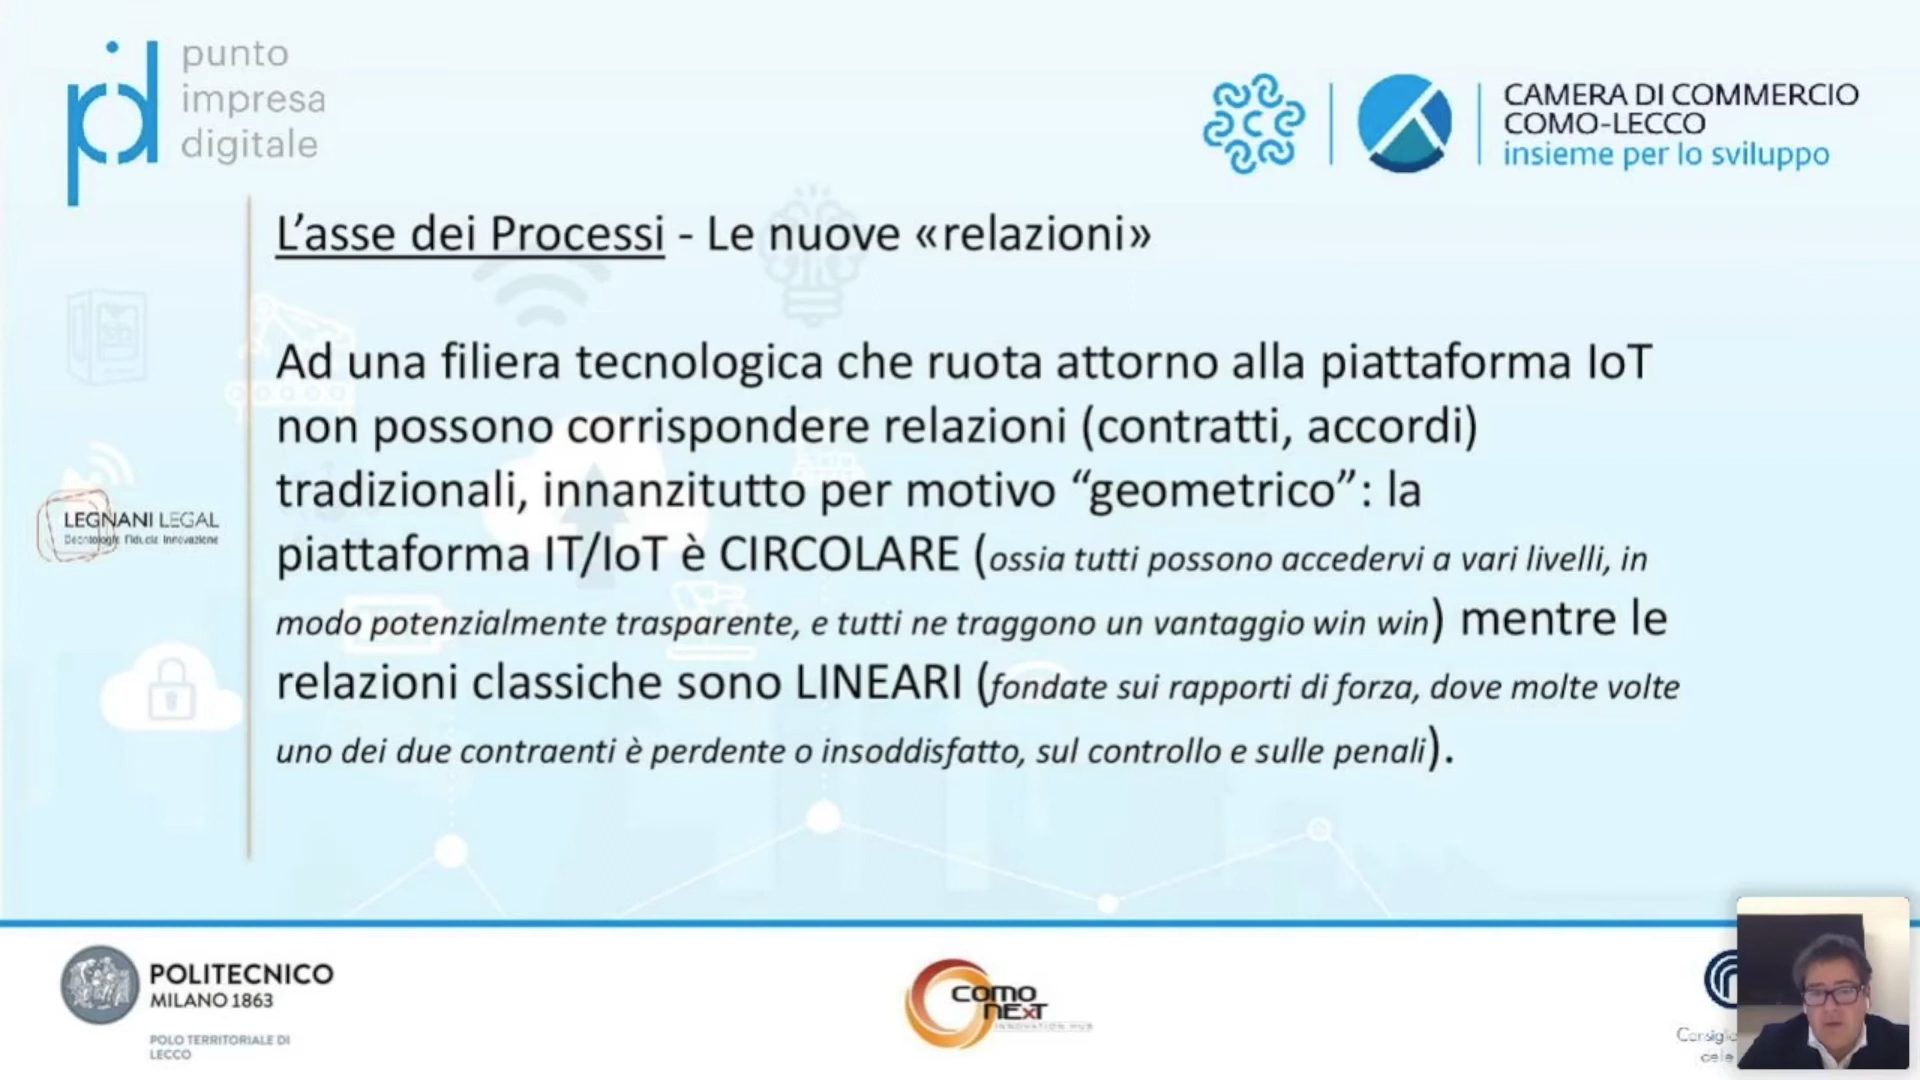 punto
impresa
digitale
CAMERA DI COMMERCIO
COMO-LECCO
insieme per lo sviluppo
L’asse dei Processi - Le nuove «relazioni»
Ad una filiera tecnologica che ruota attorno alla piattaforma IoT
non possono corrispondere relazioni (contratti, accordi)
tradizionali, innanzitutto per motivo “geometrico”: la
piattaforma IT/IoT è CIRCOLARE (ossia tutti possono accedervi a vari livelli, in
modo potenzialmente trasparente, e tutti ne traggono un vantaggio win win) mentre le
relazioni classiche sono LINEARI (fondate sui rapporti di forza, dove molte volte
uno dei due contraenti è perdente o insoddisfatto, sul controllo e sulle penali).
LEGNANI LEGAL
Deontologia Fiducia Innovazione
POLITECNICO
MILANO 1863
POLO TERRITORIALE DI
LECCO
COMO
NExT
INNOVATION HUB